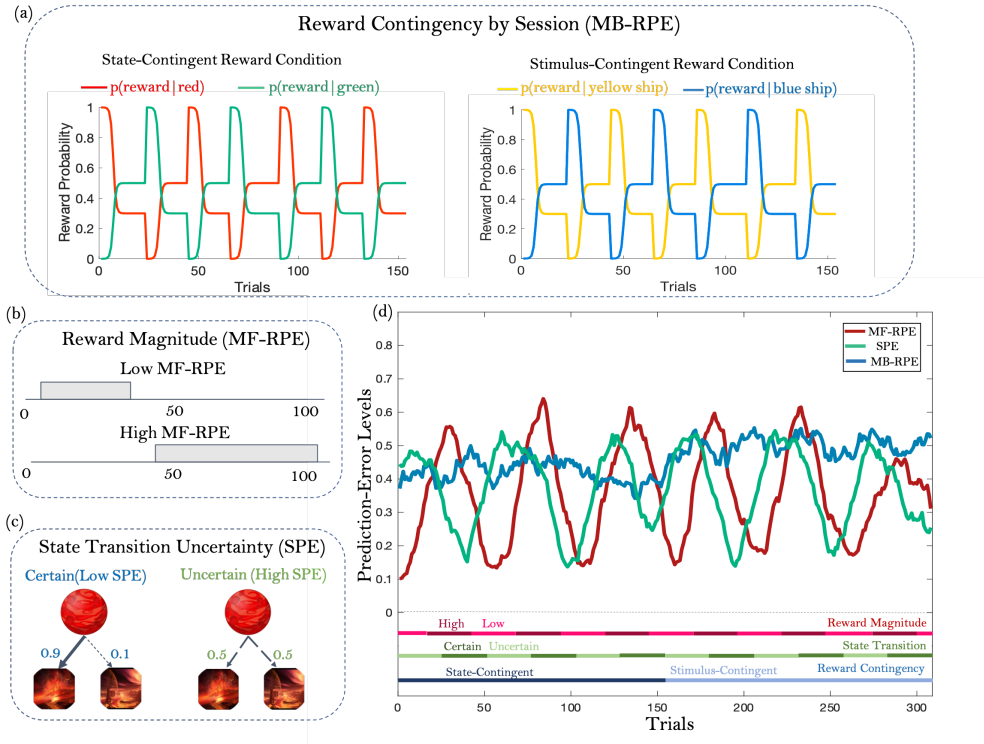 (a)
Reward Contingency by Session (MB-RPE)
State-Contingent Reward Condition
p(reward|red) p(reward|green)
Reward Probability
1
0.8
0.6
0.4
0.2
0
1 50 100 150
Trials
Stimulus-Contingent Reward Condition
p(reward|yellow ship) p(reward|blue ship)
Reward Probability
1
0.8
0.6
0.4
0.2
0
1 50 100 150
Trials
(b)
Reward Magnitude (MF-RPE)
Low MF-RPE
0 50 100
High MF-RPE
0 50 100
(c)
State Transition Uncertainty (SPE)
Certain(Low SPE) Uncertain (High SPE)
0.9 0.1 0.5 0.5
(d)
MF-RPE
SPE
MB-RPE
Prediction-Error Levels
0.8
0.7
0.6
0.5
0.4
0.3
0.2
0.1
0
High Low Reward Magnitude
Certain Uncertain State Transition
State-Contingent Stimulus-Contingent Reward Contingency
0 50 100 150 200 250 300
Trials